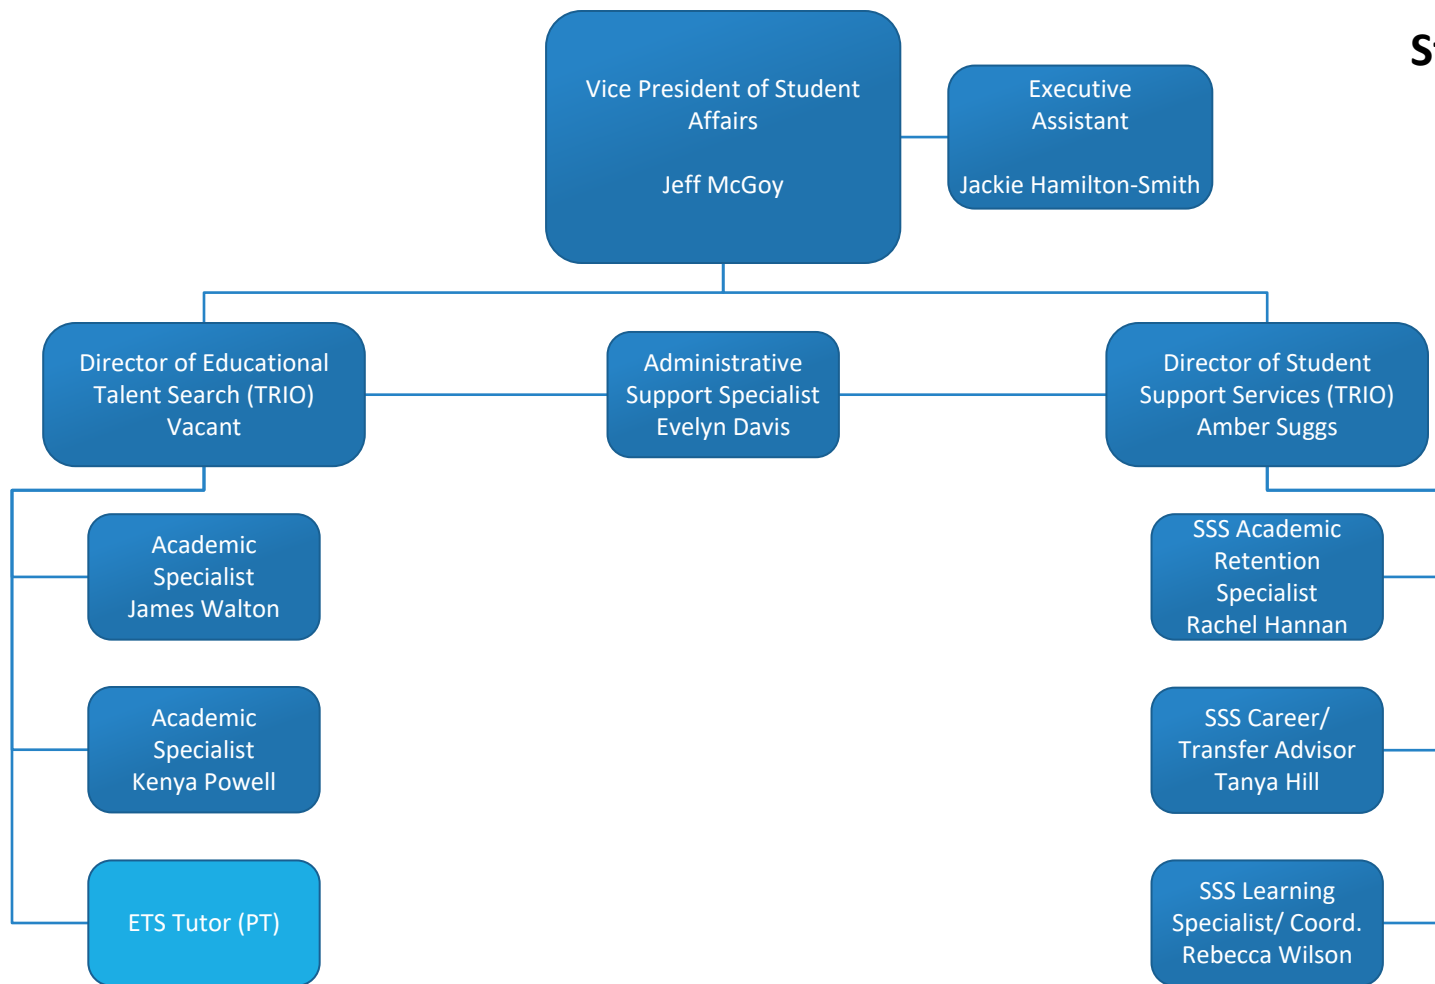 St
Vice President of Student
Affairs
Jeff McGoy
Executive
Assistant
Jackie Hamilton-Smith
Director of Educational
Talent Search (TRIO)
Vacant
Administrative
Support Specialist
Evelyn Davis
Director of Student
Support Services (TRIO)
Amber Suggs
Academic
Specialist
James Walton
SSS Academic
Retention
Specialist
Rachel Hannan
Academic
Specialist
Kenya Powell
SSS Career/
Transfer Advisor
Tanya Hill
ETS Tutor (PT)
SSS Learning
Specialist/ Coord.
Rebecca Wilson